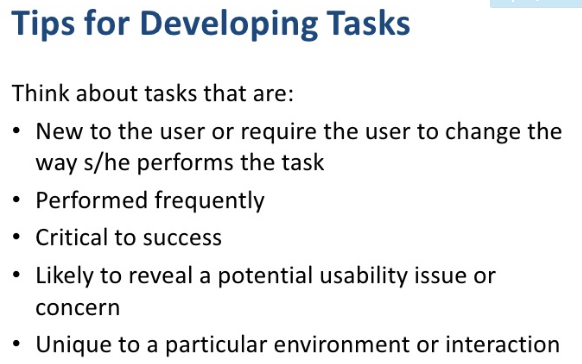 Tips for Developing Tasks
Think about tasks that are:
• New to the user or require the user to change the
way s/he performs the task
• Performed frequently
• Critical to success
• Likely to reveal a potential usability issue or
concern
• Unique to a particular environment or interaction